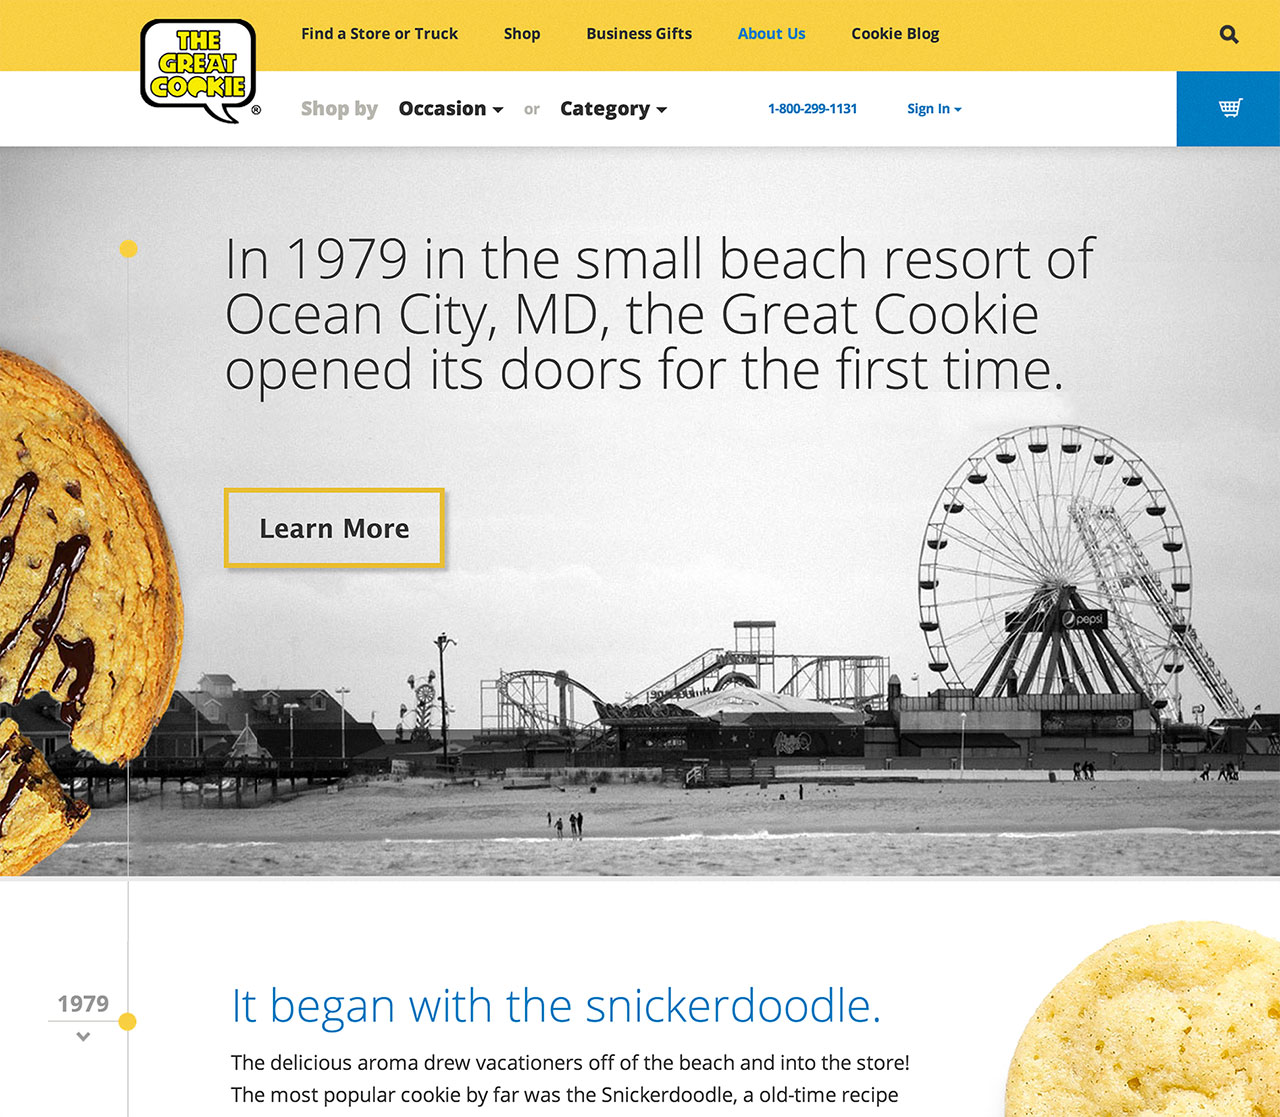 THE
GREAT
COOKIE
®
Find a Store or Truck Shop Business Gifts About Us Cookie Blog
Shop by Occasion or Category 1-800-299-1131 Sign In
In 1979 in the small beach resort of
Ocean City, MD, the Great Cookie
opened its doors for the first time.
Learn More
pepsi
1979
It began with the snickerdoodle.
The delicious aroma drew vacationers off of the beach and into the store!
The most popular cookie by far was the Snickerdoodle, a old-time recipe